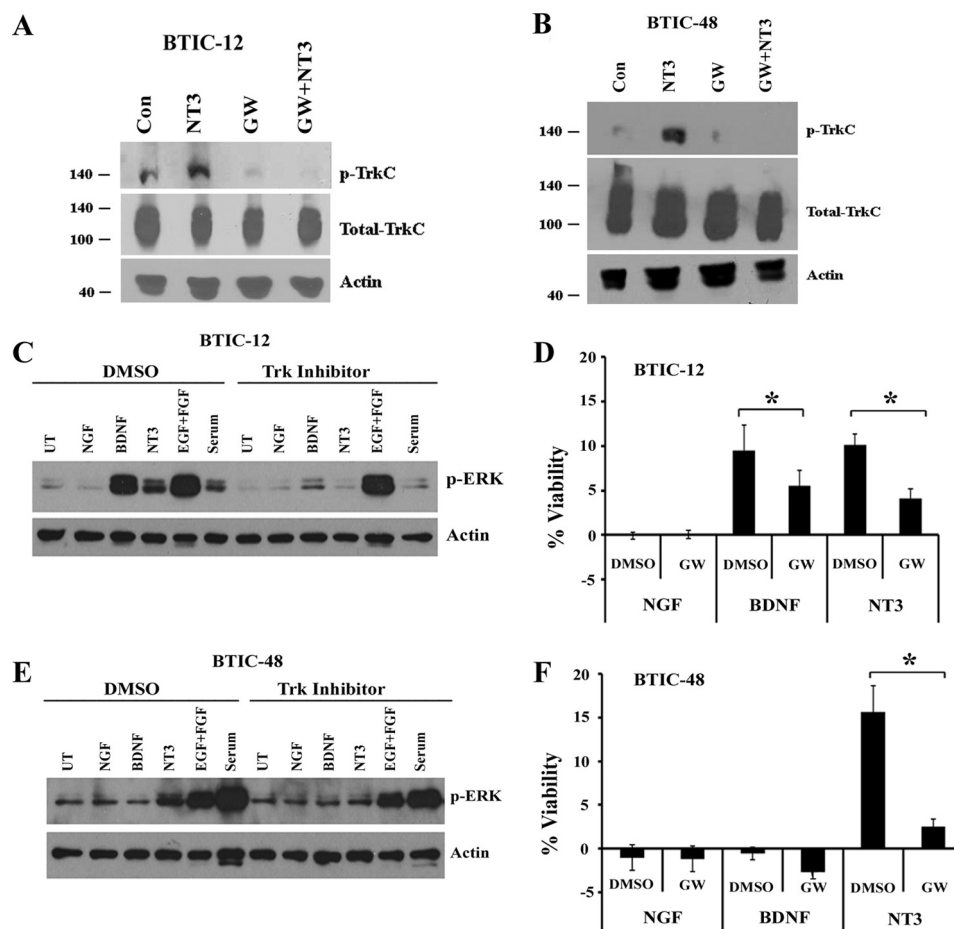 A
BTIC-12
Con
NT3
GW
GW+NT3
140
p-TrkC
140
100
Total-TrkC
40
Actin
B
BTIC-48
Con
NT3
GW
GW+NT3
140
p-TrkC
140
100
Total-TrkC
40
Actin
C
BTIC-12
DMSO Trk Inhibitor
UT NGF BDNF NT3 EGF+FGF Serum UT NGF BDNF NT3 EGF+FGF Serum
p-ERK
Actin
D
BTIC-12
% Viability
20
15
10
5
0
-5
* *
DMSO GW DMSO GW DMSO GW
NGF BDNF NT3
E
BTIC-48
DMSO Trk Inhibitor
UT NGF BDNF NT3 EGF+FGF Serum UT NGF BDNF NT3 EGF+FGF Serum
p-ERK
Actin
F
BTIC-48
% Viability
20
15
10
5
0
-5
*
DMSO GW DMSO GW DMSO GW
NGF BDNF NT3